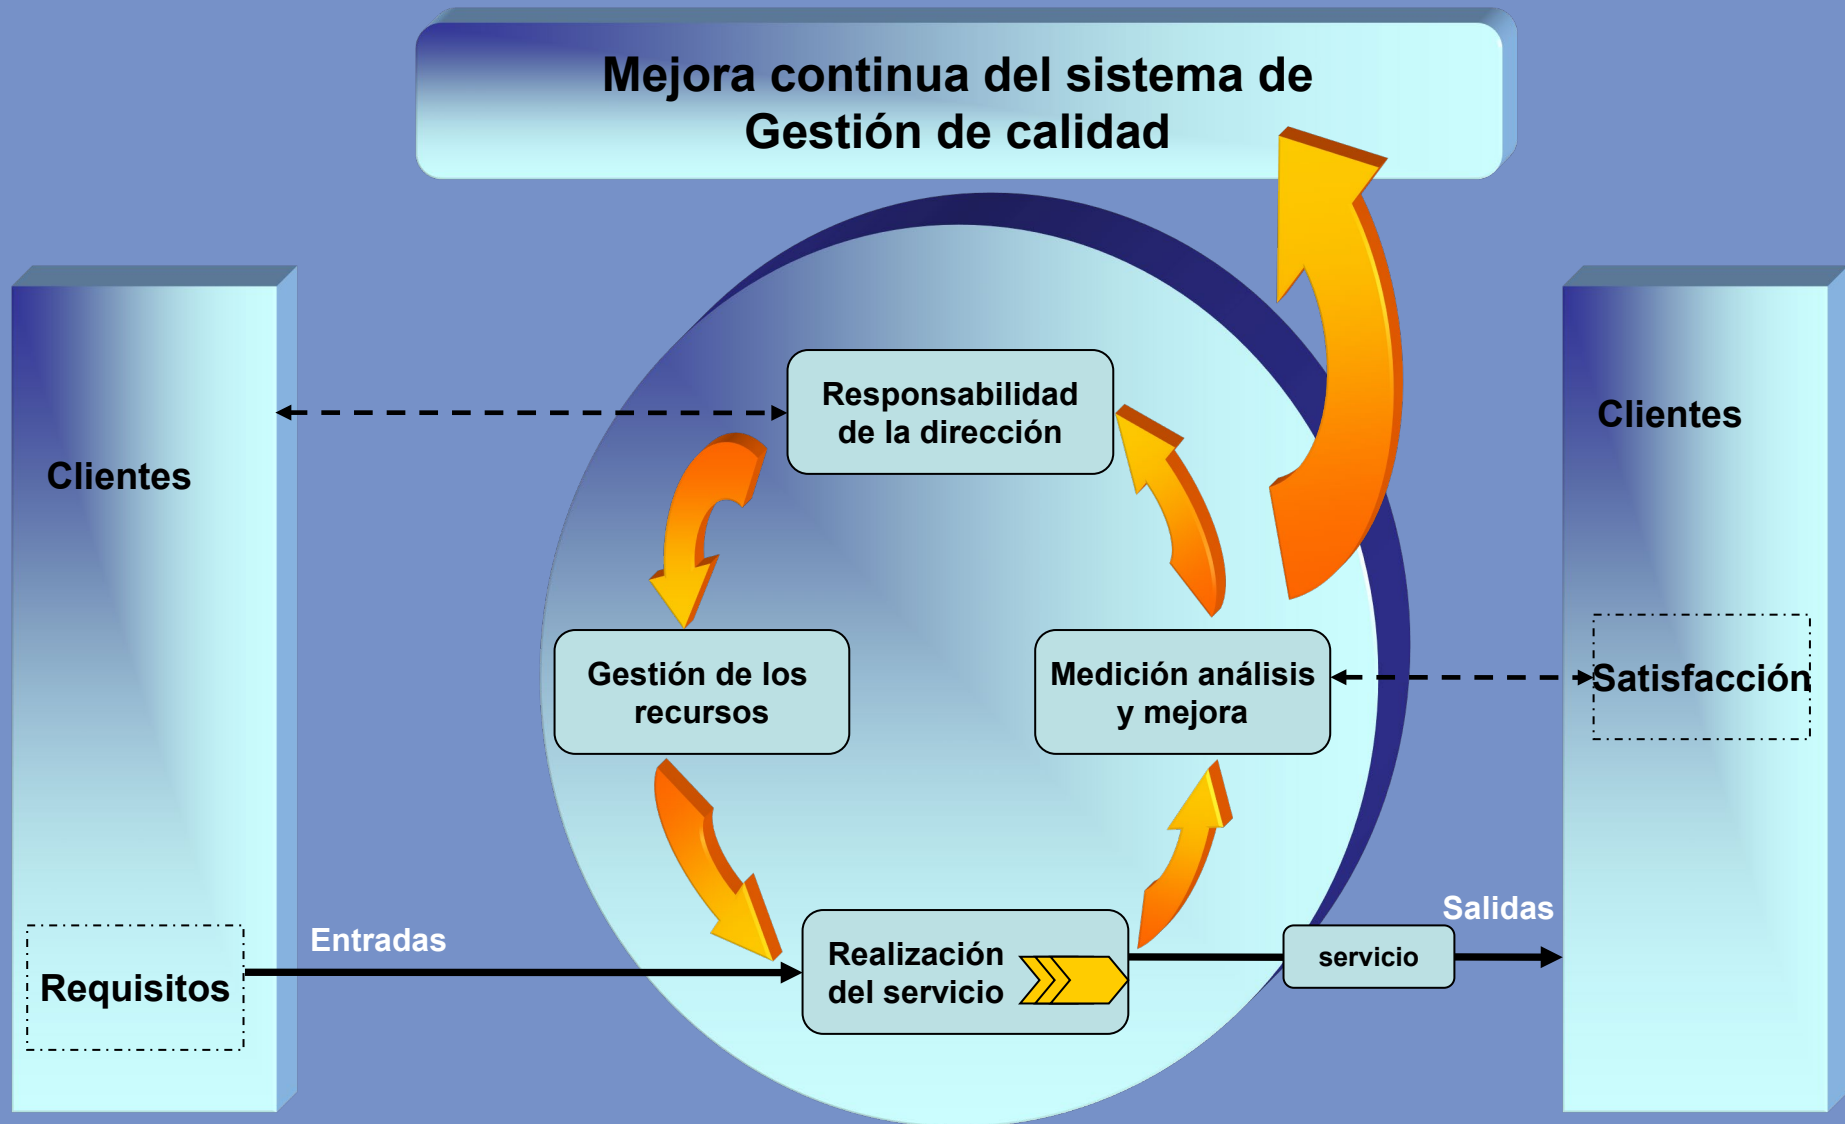 Mejora continua del sistema de
Gestión de calidad
Responsabilidad
de la dirección
Clientes
Clientes
Gestión de los
recursos
Medición análisis
y mejora
Satisfacción
Salidas
Entradas
Realización
del servicio
servicio
Requisitos